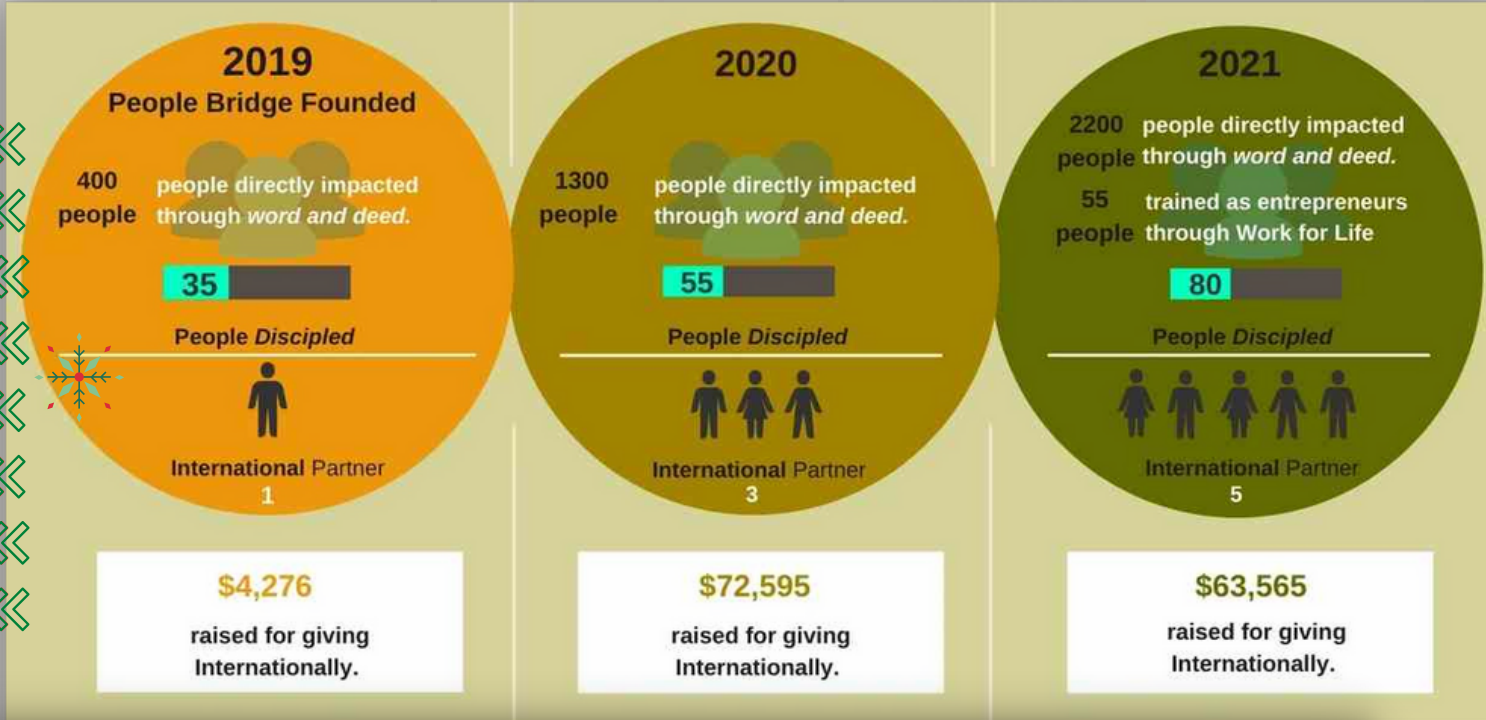 2019
People Bridge Founded
400
people
people directly impacted
through word and deed.
35
People Discipled
International Partner
1
$4,276
raised for giving
Internationally.
2020
1300
people
people directly impacted
through word and deed.
55
People Discipled
International Partner
3
$72,595
raised for giving
Internationally.
2021
2200
people
people directly impacted
through word and deed.
55
people
trained as entrepreneurs
through Work for Life
80
People Discipled
International Partner
5
$63,565
raised for giving
Internationally.